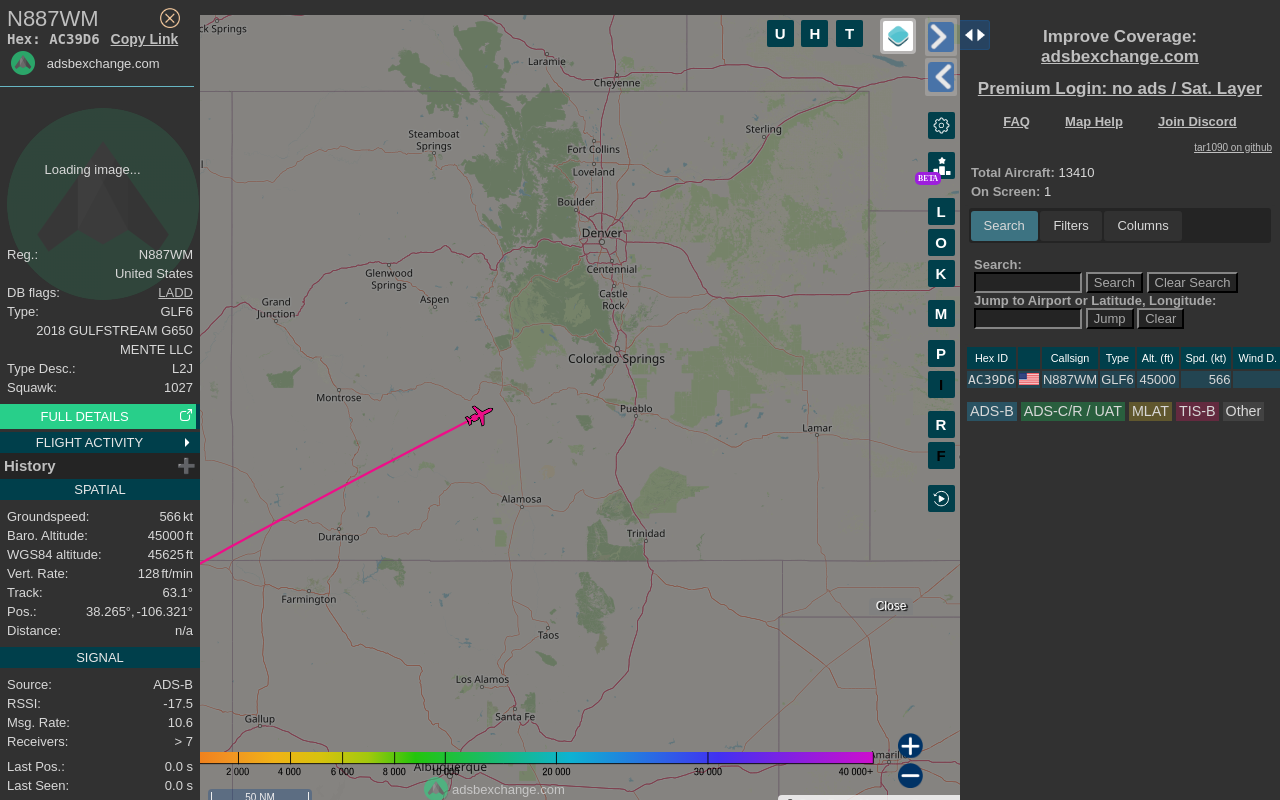 N887WM
Hex: AC39D6 Copy Link
adsbexchange.com
Loading image...
Reg.: N887WM
United States
DB flags: LADD
Type: GLF6
2018 GULFSTREAM G650
MENTE LLC
Type Desc.: L2J
Squawk: 1027
FULL DETAILS
FLIGHT ACTIVITY
History
SPATIAL
Groundspeed: 566 kt
Baro. Altitude: 45000 ft
WGS84 altitude: 45625 ft
Vert. Rate: 128 ft/min
Track: 63.1°
Pos.: 38.265°, -106.321°
Distance: n/a
SIGNAL
Source: ADS-B
RSSI: -17.5
Msg. Rate: 10.6
Receivers: > 7
Last Pos.: 0.0 s
Last Seen: 0.0 s
ck Springs
Laramie
Cheyenne
Steamboat
Springs
Sterling
Fort Collins
Loveland
Boulder
Denver
Centennial
Glenwood
Springs
Aspen
Castle
Rock
Grand
Junction
Colorado Springs
Montrose
Pueblo
Lamar
Alamosa
Durango
Trinidad
Farmington
Taos
Los Alamos
Santa Fe
Gallup
Albuquerque
Amaril
Close
2 000 4 000 6 000 8 000 10 000 20 000 30 000 40 000+
adsbexchange.com
50 NM
U H T
BETA
L
O
K
M
P
I
R
F
Improve Coverage:
adsbexchange.com
Premium Login: no ads / Sat. Layer
FAQ Map Help Join Discord
tar1090 on github
Total Aircraft: 13410
On Screen: 1
Search Filters Columns
Search:
Search Clear Search
Jump to Airport or Latitude, Longitude:
Jump Clear
Hex ID Callsign Type Alt. (ft) Spd. (kt) Wind D.
AC39D6 N887WM GLF6 45000 566
ADS-B ADS-C/R / UAT MLAT TIS-B Other